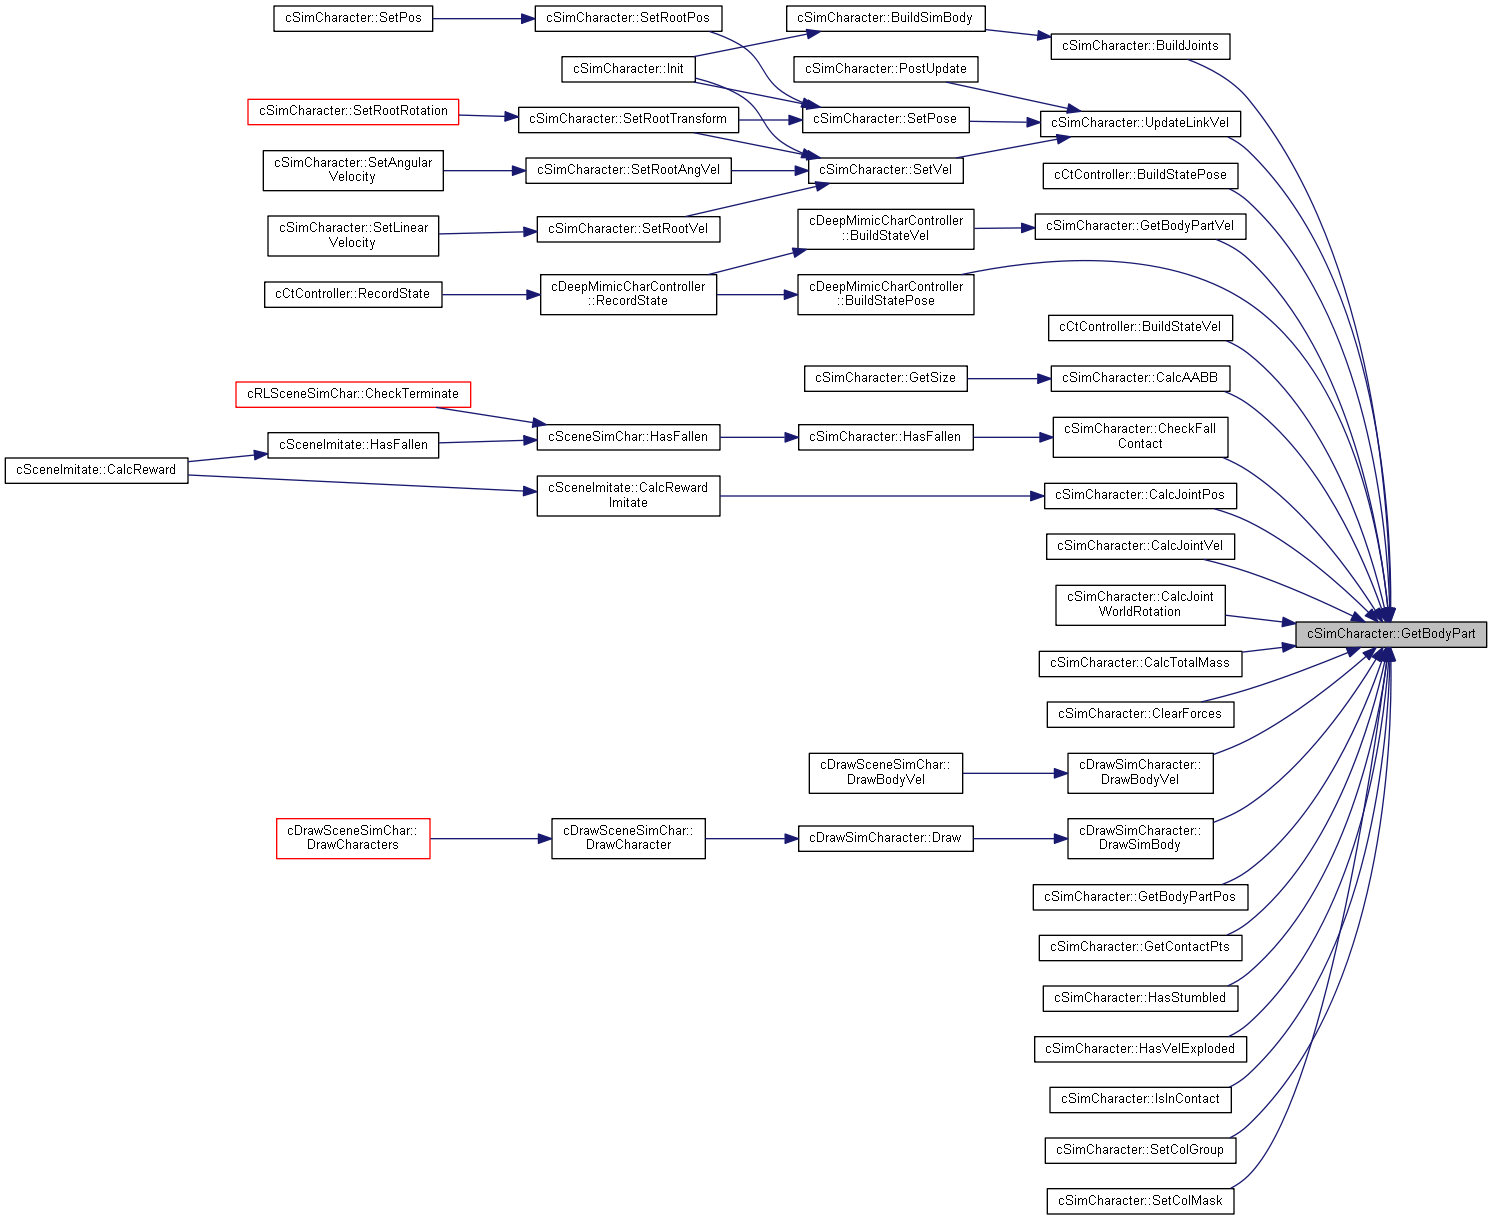 cSimCharacter::SetPos
cSimCharacter::SetRootPos
cSimCharacter::BuildSimBody
cSimCharacter::BuildJoints
cSimCharacter::Init
cSimCharacter::PostUpdate
cSimCharacter::SetRootRotation
cSimCharacter::SetRootTransform
cSimCharacter::SetPose
cSimCharacter::UpdateLinkVel
cSimCharacter::SetAngular
Velocity
cSimCharacter::SetRootAngVel
cSimCharacter::SetVel
cCtController::BuildStatePose
cSimCharacter::SetLinear
Velocity
cSimCharacter::SetRootVel
cDeepMimicCharController
::BuildStateVel
cSimCharacter::GetBodyPartVel
cCtController::RecordState
cDeepMimicCharController
::RecordState
cDeepMimicCharController
::BuildStatePose
cCtController::BuildStateVel
cRLSceneSimChar::CheckTerminate
cSimCharacter::GetSize
cSimCharacter::CalcAABB
cSceneImitate::HasFallen
cSceneSimChar::HasFallen
cSimCharacter::HasFallen
cSimCharacter::CheckFall
Contact
cSceneImitate::CalcReward
cSceneImitate::CalcReward
Imitate
cSimCharacter::CalcJointPos
cSimCharacter::CalcJointVel
cSimCharacter::CalcJoint
WorldRotation
cSimCharacter::GetBodyPart
cSimCharacter::CalcTotalMass
cSimCharacter::ClearForces
cDrawSceneSimChar::
DrawBodyVel
cDrawSimCharacter::
DrawBodyVel
cDrawSceneSimChar::
DrawCharacters
cDrawSceneSimChar::
DrawCharacter
cDrawSimCharacter::Draw
cDrawSimCharacter::
DrawSimBody
cSimCharacter::GetBodyPartPos
cSimCharacter::GetContactPts
cSimCharacter::HasStumbled
cSimCharacter::HasVelExploded
cSimCharacter::IsInContact
cSimCharacter::SetColGroup
cSimCharacter::SetColMask